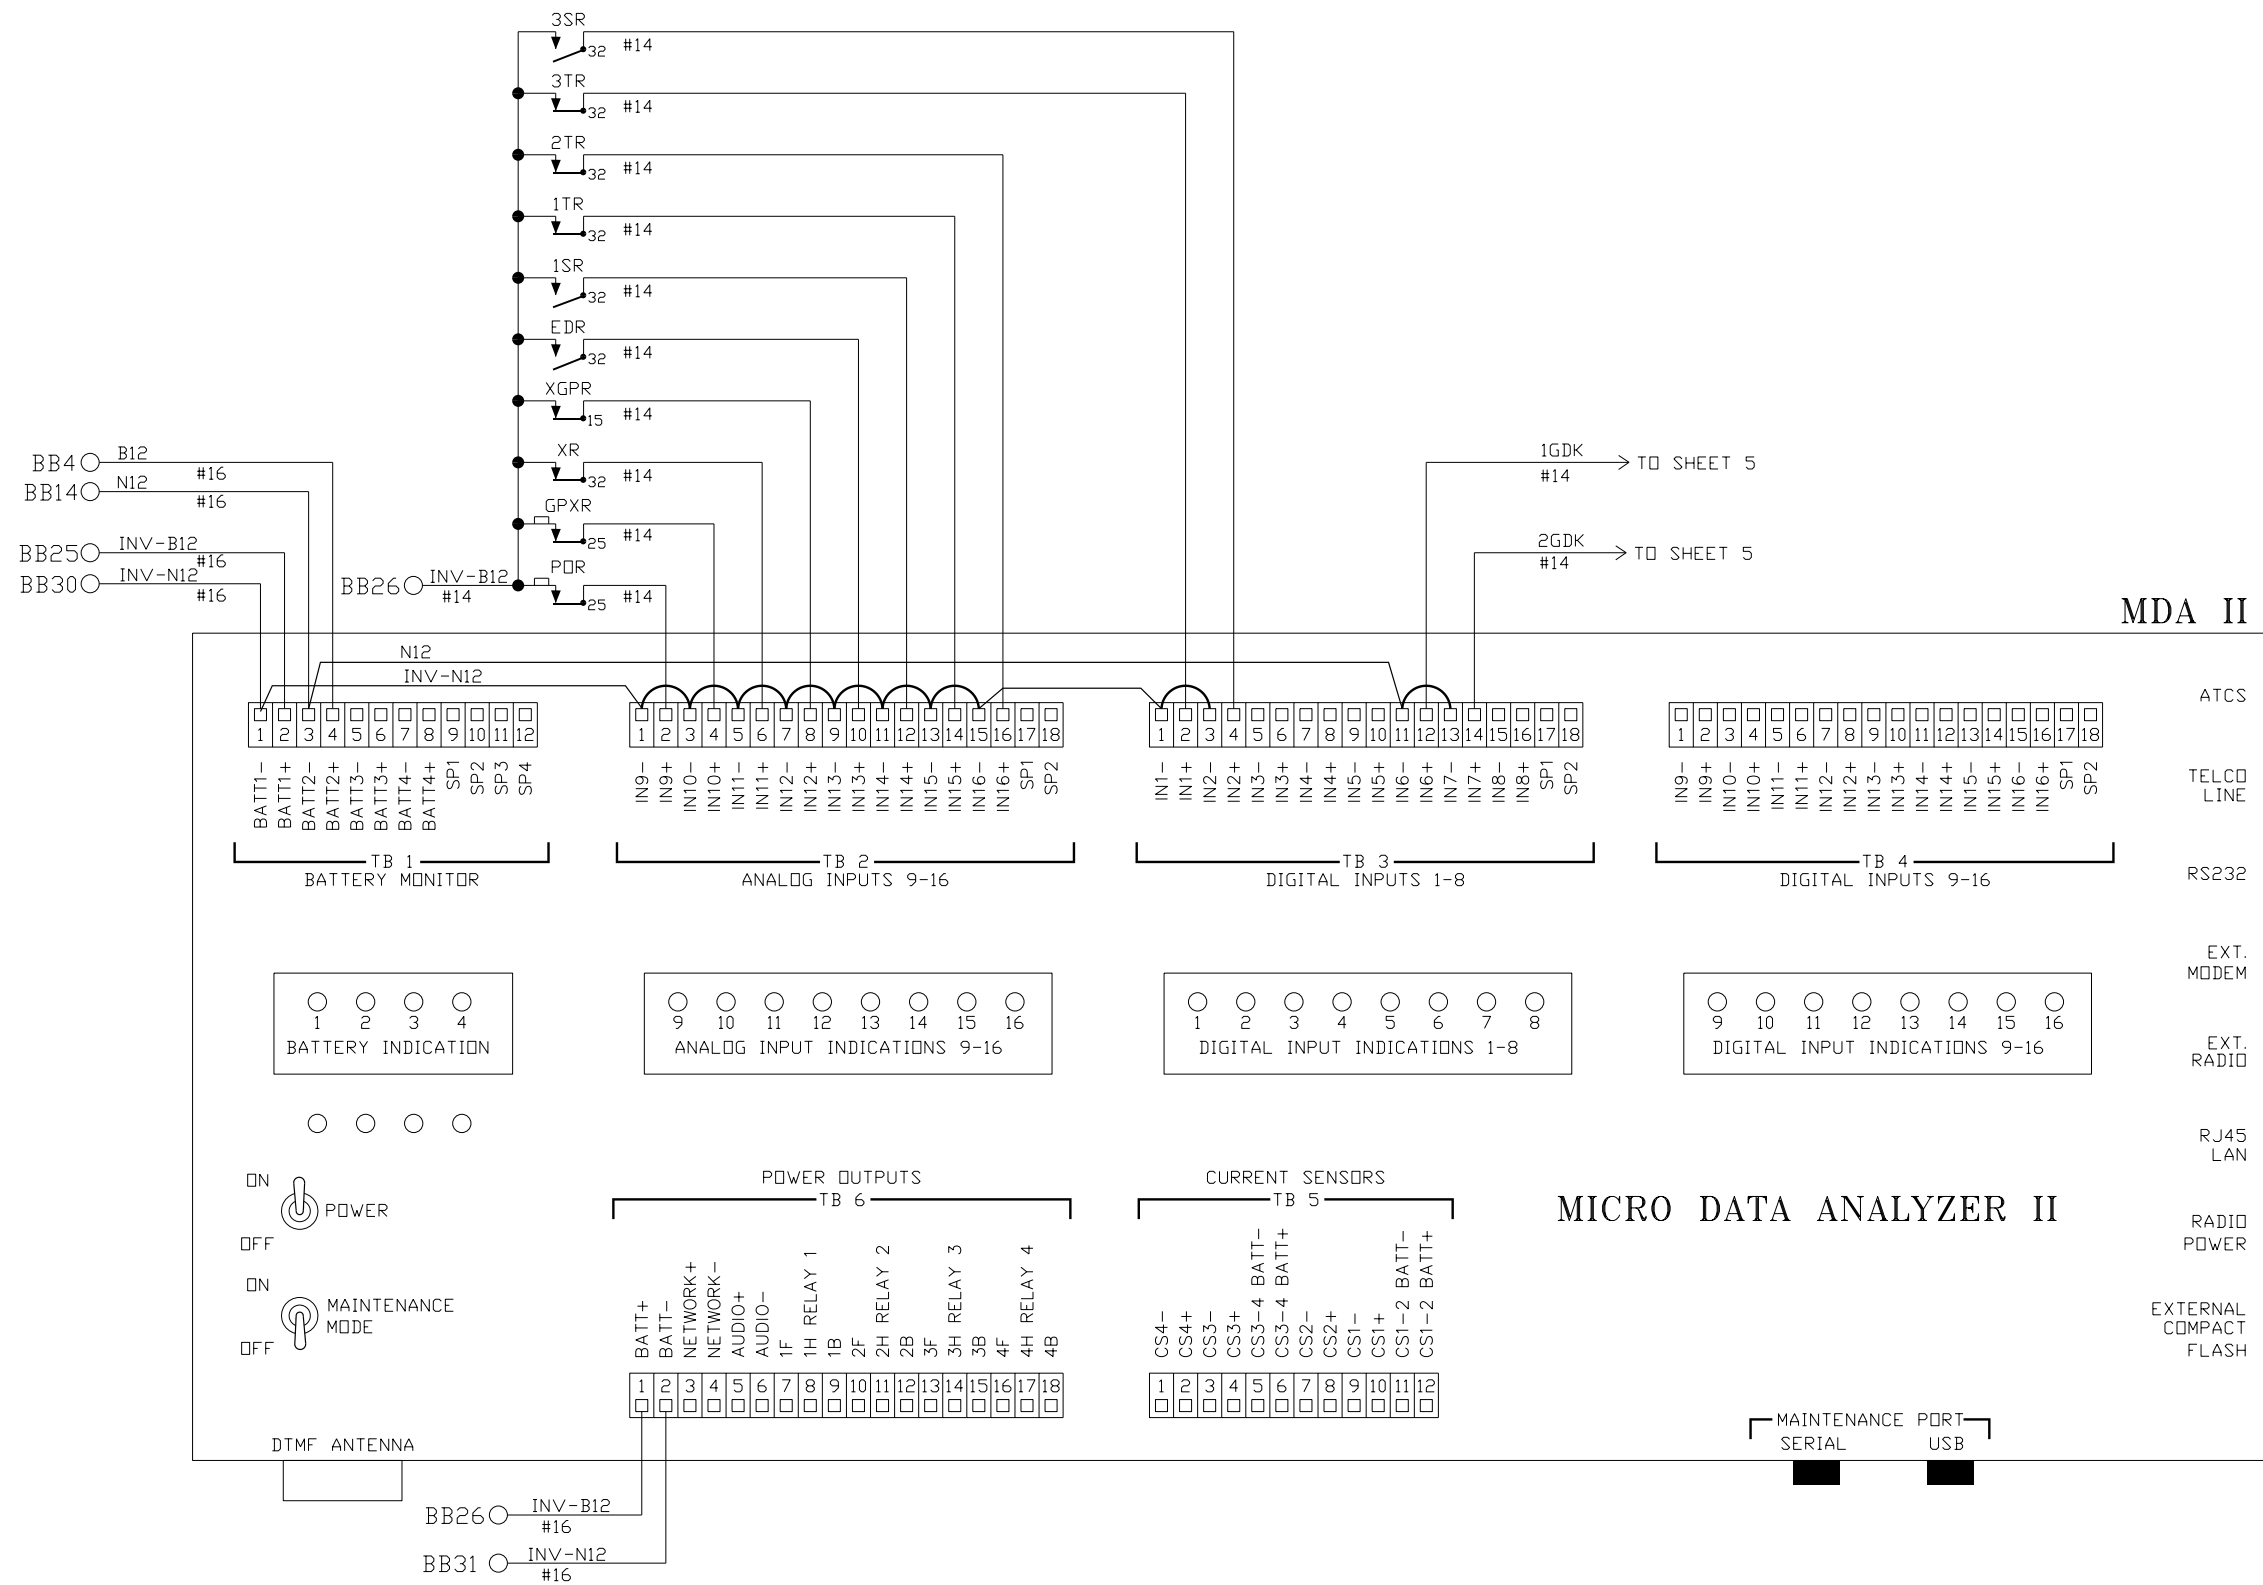 3SR
32 #14
3TR
32 #14
2TR
32 #14
1TR
32 #14
1SR
32 #14
EDR
32 #14
XGPR
15 #14
XR
32 #14
GPXR
25 #14
POR
25 #14
BB4 B12
#16
BB14 N12
#16
BB25 INV-B12
#16
BB30 INV-N12
#16
BB26 INV-B12
#14
1GDK
#14
TO SHEET 5
2GDK
#14
TO SHEET 5
MDA II
N12
INV-N12
1 2 3 4 5 6 7 8 9 10 11 12
BATT1- BATT1+ BATT2- BATT2+ BATT3- BATT3+ BATT4- BATT4+ SP1 SP2 SP3 SP4
TB 1
BATTERY MONITOR
1 2 3 4 5 6 7 8 9 10 11 12 13 14 15 16 17 18
IN9- IN9+ IN10- IN10+ IN11- IN11+ IN12- IN12+ IN13- IN13+ IN14- IN14+ IN15- IN15+ IN16- IN16+ SP1 SP2
TB 2
ANALOG INPUTS 9-16
1 2 3 4 5 6 7 8 9 10 11 12 13 14 15 16 17 18
IN1- IN1+ IN2- IN2+ IN3- IN3+ IN4- IN4+ IN5- IN5+ IN6- IN6+ IN7- IN7+ IN8- IN8+ SP1 SP2
TB 3
DIGITAL INPUTS 1-8
1 2 3 4 5 6 7 8 9 10 11 12 13 14 15 16 17 18
IN9- IN9+ IN10- IN10+ IN11- IN11+ IN12- IN12+ IN13- IN13+ IN14- IN14+ IN15- IN15+ IN16- IN16+ SP1 SP2
TB 4
DIGITAL INPUTS 9-16
ATCS
TELCO
LINE
RS232
EXT.
MODEM
EXT.
RADIO
RJ45
LAN
RADIO
POWER
EXTERNAL
COMPACT
FLASH
1 2 3 4
BATTERY INDICATION
9 10 11 12 13 14 15 16
ANALOG INPUT INDICATIONS 9-16
1 2 3 4 5 6 7 8
DIGITAL INPUT INDICATIONS 1-8
9 10 11 12 13 14 15 16
DIGITAL INPUT INDICATIONS 9-16
ON
POWER
OFF
ON
MAINTENANCE
MODE
OFF
POWER OUTPUTS
TB 6
BATT+ BATT- NETWORK+ NETWORK- AUDIO+ AUDIO- 1F 1H RELAY 1 1B 2F 2H RELAY 2 2B 3F 3H RELAY 3 3B 4F 4H RELAY 4 4B
1 2 3 4 5 6 7 8 9 10 11 12 13 14 15 16 17 18
CURRENT SENSORS
TB 5
CS4- CS4+ CS3- CS3+ CS3-4 BATT- CS3-4 BATT+ CS2- CS2+ CS1- CS1+ CS1-2 BATT- CS1-2 BATT+
1 2 3 4 5 6 7 8 9 10 11 12
MICRO DATA ANALYZER II
MAINTENANCE PORT
SERIAL USB
DTMF ANTENNA
BB26 INV-B12
#16
BB31 INV-N12
#16